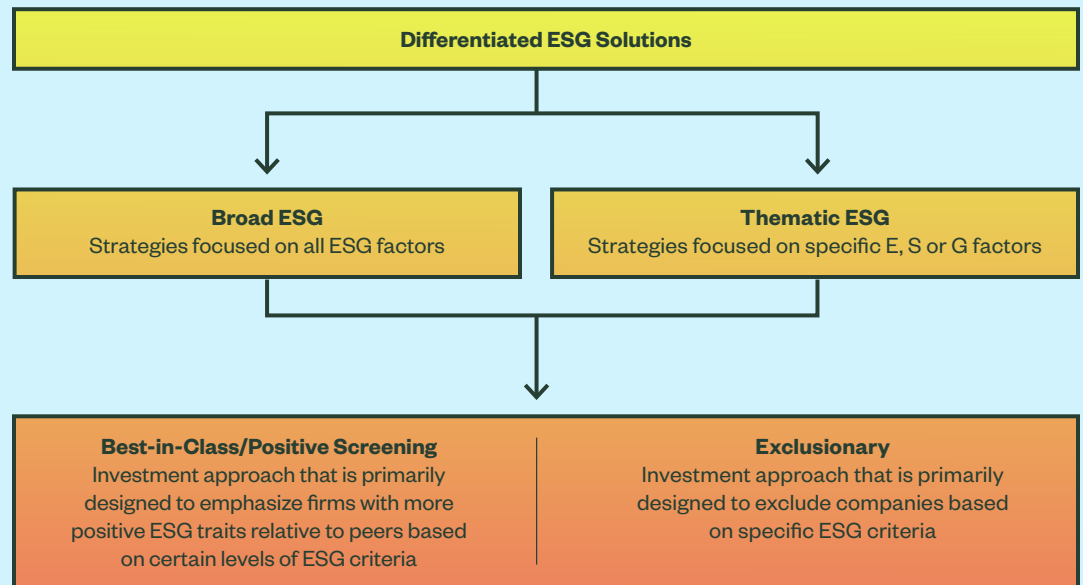 Differentiated ESG Solutions
Broad ESG
Strategies focused on all ESG factors
Thematic ESG
Strategies focused on specific E, S or G factors
Best-in-Class/Positive Screening
Investment approach that is primarily
designed to emphasize firms with more
positive ESG traits relative to peers based
on certain levels of ESG criteria
Exclusionary
Investment approach that is primarily
designed to exclude companies based
on specific ESG criteria